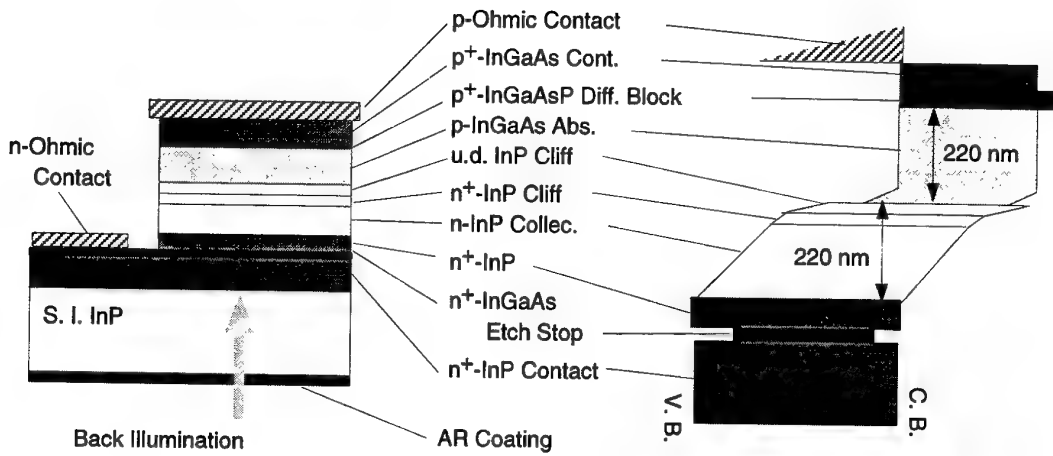 p-Ohmic Contact
p+-InGaAs Cont.
p+-InGaAsP Diff. Block
p-InGaAs Abs.
u.d. InP Cliff
n+-InP Cliff
n-InP Collec.
n+-InP
n+-InGaAs
Etch Stop
n+-InP Contact
AR Coating
n-Ohmic
Contact
S. I. InP
Back Illumination
220 nm
220 nm
V. B.
C. B.